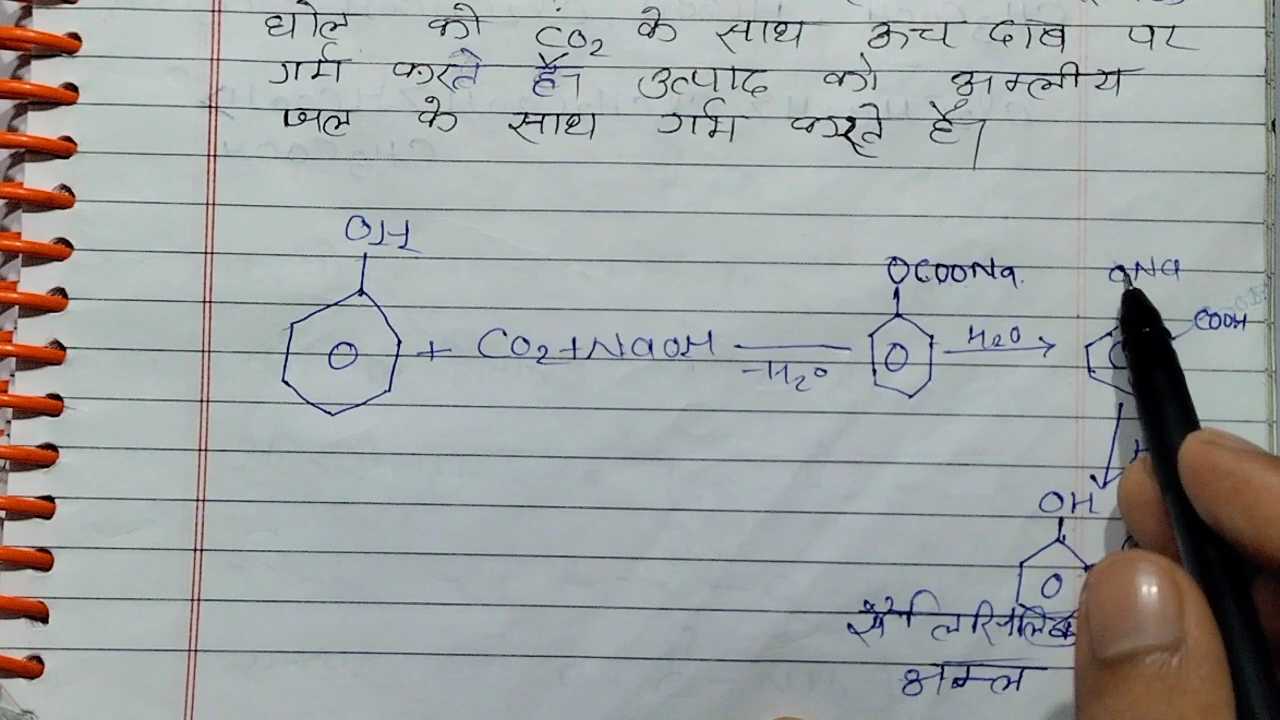 घोल को CO2 के साथ ऊच दाब पर
गर्म करते है। उत्पाद को अम्लीय
जल के साथ गर्म करते है।
OH
+ CO2+NaOH -H2O
OCOONa
H2O
ONa
COOH
OH
अम्ल